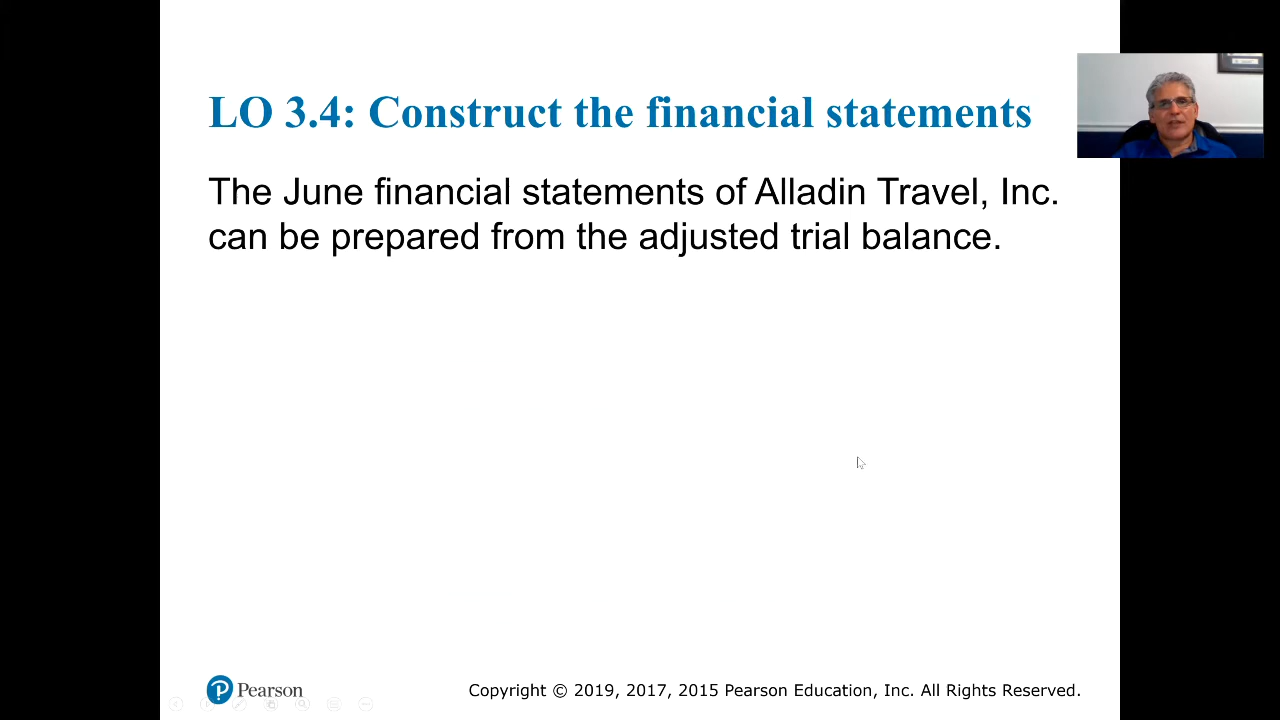 LO 3.4: Construct the financial statements
The June financial statements of Alladin Travel, Inc.
can be prepared from the adjusted trial balance.
Pearson
Copyright © 2019, 2017, 2015 Pearson Education, Inc. All Rights Reserved.